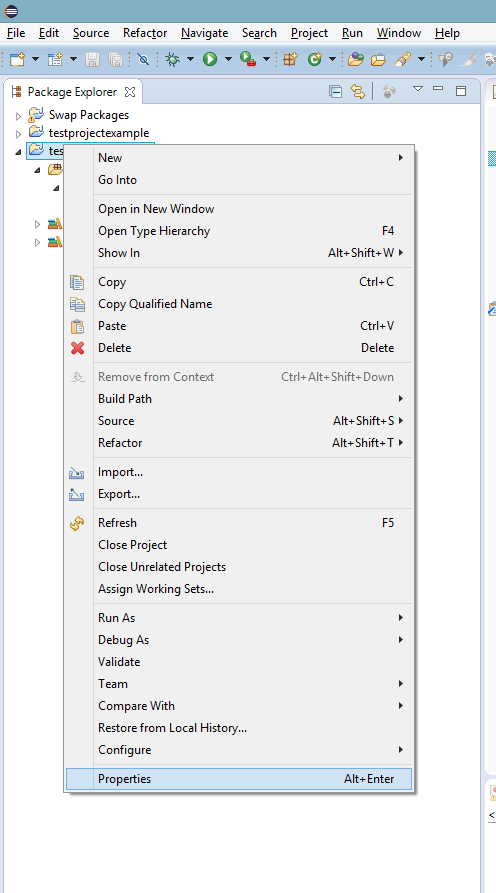 File Edit Source Refactor Navigate Search Project Run Window Help
Package Explorer
Swap Packages
testprojectexample
New
Go Into
Open in New Window
Open Type Hierarchy F4
Show In Alt+Shift+W
Copy Ctrl+C
Copy Qualified Name
Paste Ctrl+V
Delete Delete
Remove from Context Ctrl+Alt+Shift+Down
Build Path
Source Alt+Shift+S
Refactor Alt+Shift+T
Import...
Export...
Refresh F5
Close Project
Close Unrelated Projects
Assign Working Sets...
Run As
Debug As
Validate
Team
Compare With
Restore from Local History...
Configure
Properties Alt+Enter